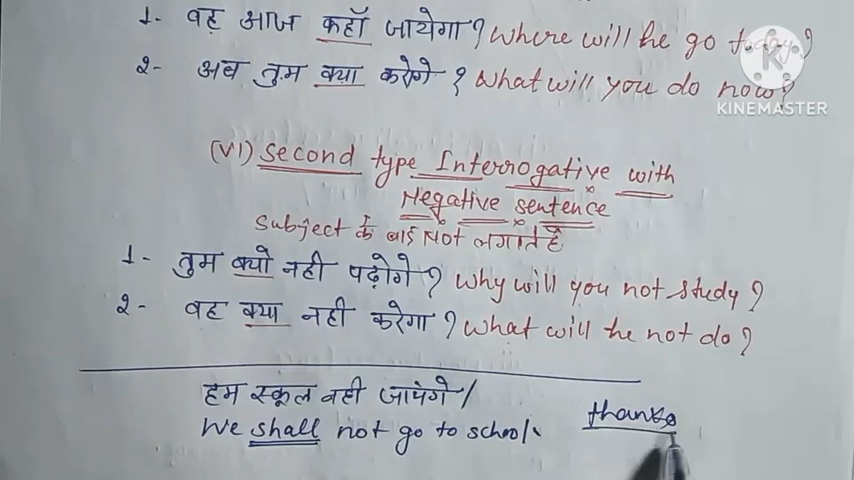 1- वह आज कहाँ जायेगा? Where will he go today?
2- अब तुम क्या करोगे? What will you do now?
KINEMASTER
(VI) Second type Interrogative with
Negative sentence
Subject के बाद Not लगाते है
1- तुम क्यो नही पढ़ोगे? Why will you not study?
2- वह क्या नही करेगा? What will he not do?
हम स्कूल नही जायेगे/
We shall not go to school.
thanks